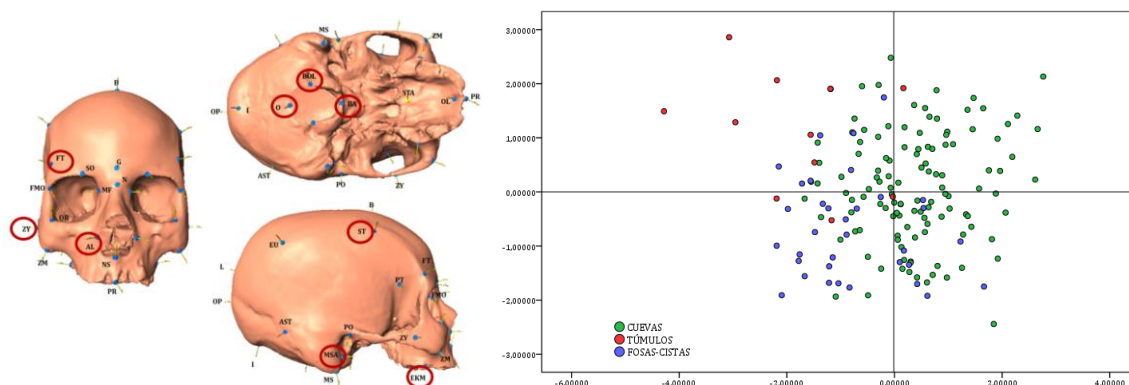 B
FT
SO
G
FMO
MF
N
OB
ZY
AL
ZM
NS
PR
MS
ZM
BOL
STA
OP
I
O
BA
OL
PR
AST
PO
ZY
B
ST
EU
L
FT
PT
OP
FMO
AST
PO
ZY
MSA
ZM
I
MS
EKM
3,00000
2,00000
1,00000
0,00000
-1,00000
-2,00000
-3,00000
CUEVAS
TÚMULOS
FOSAS-CISTAS
-6,00000
-4,00000
-2,00000
0,00000
2,00000
4,00000